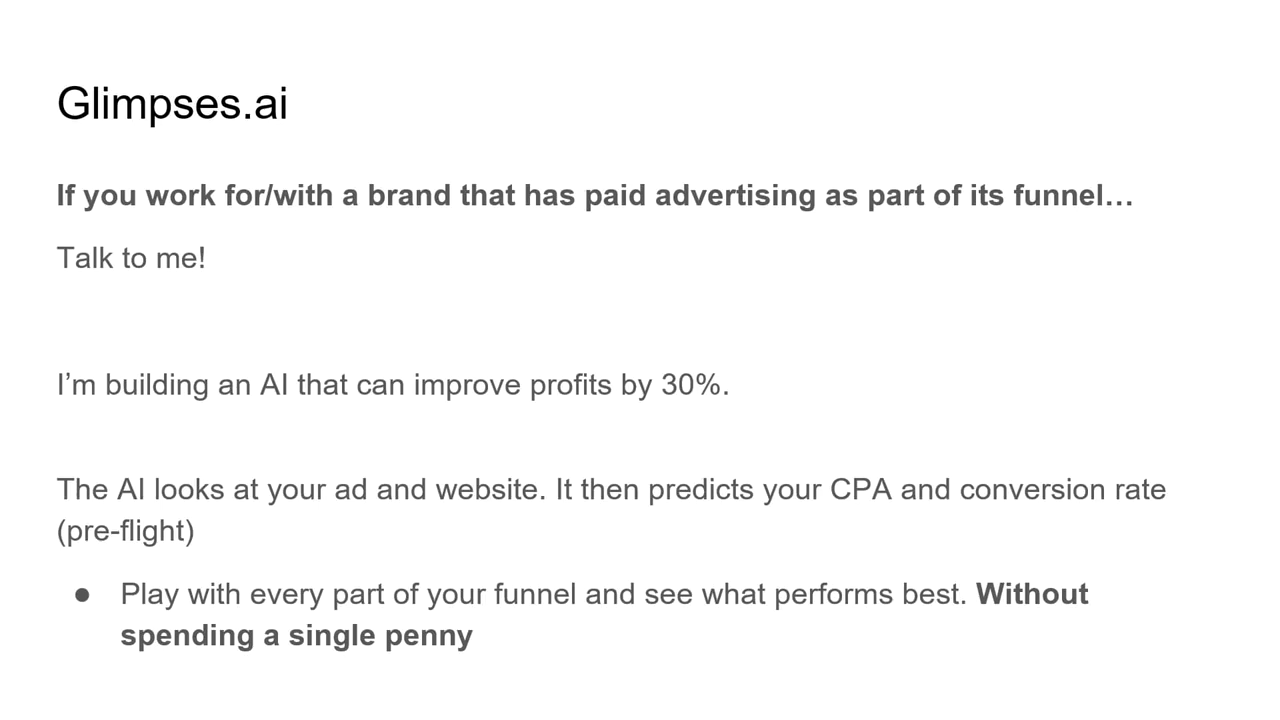 Glimpses.ai
If you work for/with a brand that has paid advertising as part of its funnel…
Talk to me!
I’m building an AI that can improve profits by 30%.
The AI looks at your ad and website. It then predicts your CPA and conversion rate
(pre-flight)
● Play with every part of your funnel and see what performs best. Without
spending a single penny